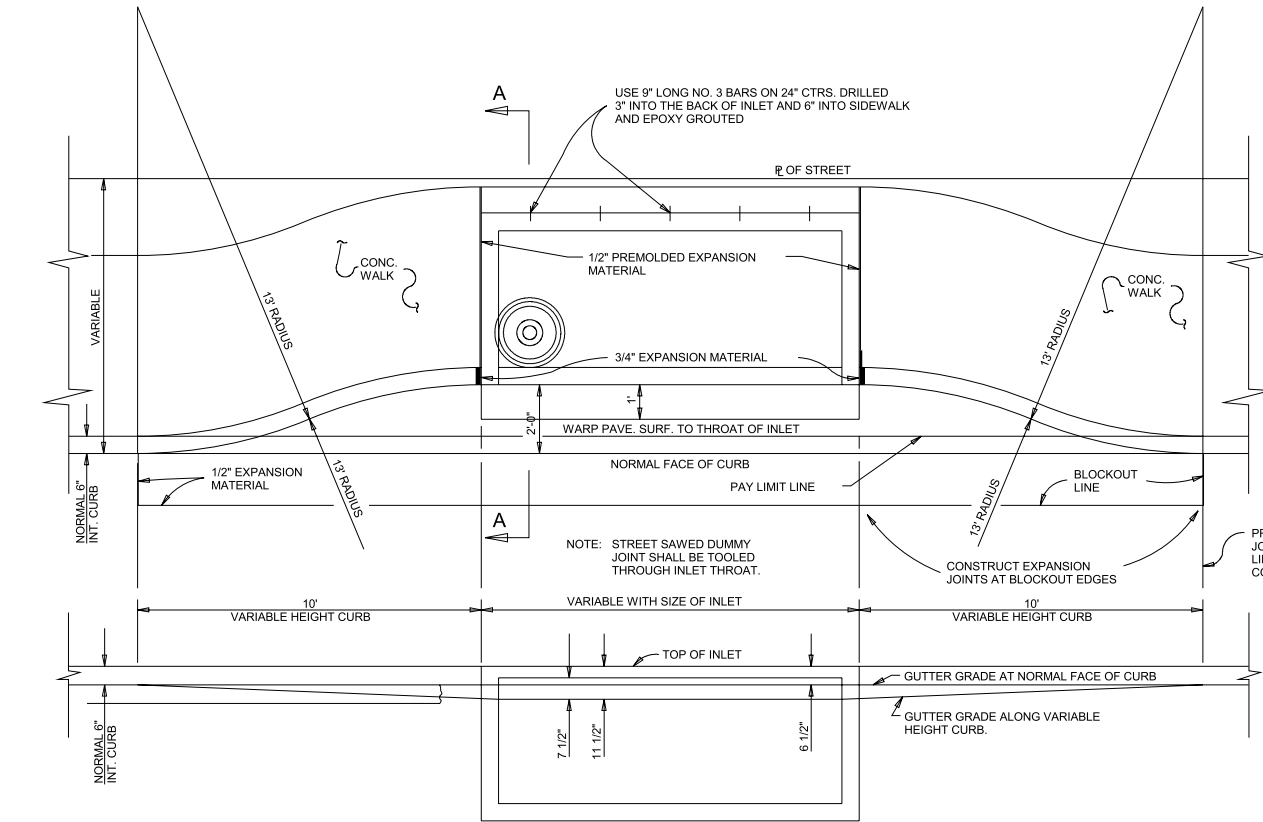 A
USE 9" LONG NO. 3 BARS ON 24" CTRS. DRILLED
3" INTO THE BACK OF INLET AND 6" INTO SIDEWALK
AND EPOXY GROUTED
℄ OF STREET
CONC.
WALK
1/2" PREMOLDED EXPANSION
MATERIAL
CONC.
WALK
VARIABLE
13' RADIUS
13' RADIUS
3/4" EXPANSION MATERIAL
2'-0"
1'
WARP PAVE. SURF. TO THROAT OF INLET
NORMAL FACE OF CURB
1/2" EXPANSION
MATERIAL
13' RADIUS
PAY LIMIT LINE
BLOCKOUT
LINE
13' RADIUS
NORMAL 6"
INT. CURB
A
NOTE: STREET SAWED DUMMY
JOINT SHALL BE TOOLED
THROUGH INLET THROAT.
CONSTRUCT EXPANSION
JOINTS AT BLOCKOUT EDGES
PR
JO
LI
CO
10'
VARIABLE HEIGHT CURB
VARIABLE WITH SIZE OF INLET
10'
VARIABLE HEIGHT CURB
TOP OF INLET
GUTTER GRADE AT NORMAL FACE OF CURB
GUTTER GRADE ALONG VARIABLE
HEIGHT CURB.
NORMAL 6"
INT. CURB
7 1/2"
11 1/2"
6 1/2"